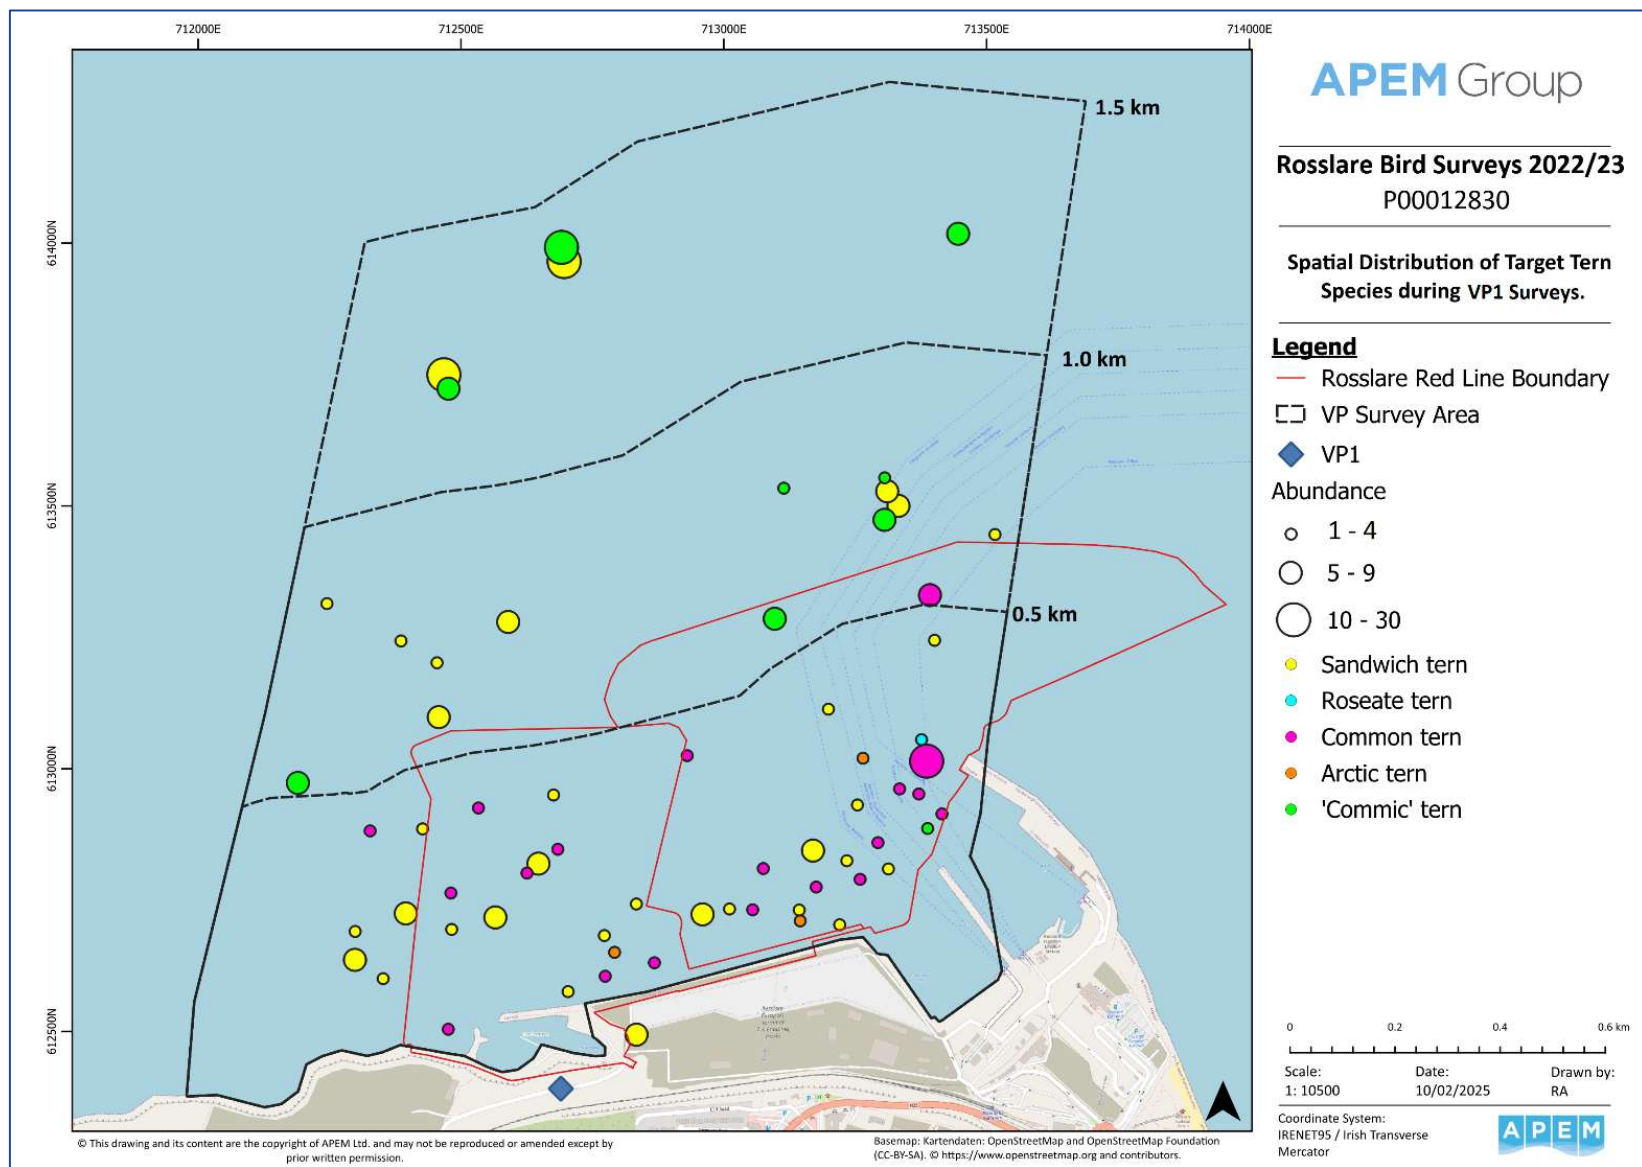 712000E
712500E
713000E
713500E
714000E
614000N
613500N
613000N
612500N
1.5 km
1.0 km
0.5 km
APEM Group
Rosslare Bird Surveys 2022/23
P00012830
Spatial Distribution of Target Tern
Species during VP1 Surveys.
Legend
Rosslare Red Line Boundary
VP Survey Area
VP1
Abundance
1 - 4
5 - 9
10 - 30
Sandwich tern
Roseate tern
Common tern
Arctic tern
'Commic' tern
0
0.2
0.4
0.6 km
Scale:
Date:
Drawn by:
1: 10500
10/02/2025
RA
Coordinate System:
IRENET95 / Irish Transverse
Mercator
APEM
© This drawing and its content are the copyright of APEM Ltd. and may not be reproduced or amended except by
prior written permission.
Basemap: Kartendaten: OpenStreetMap and OpenStreetMap Foundation
(CC-BY-SA). © https://www.openstreetmap.org and contributors.